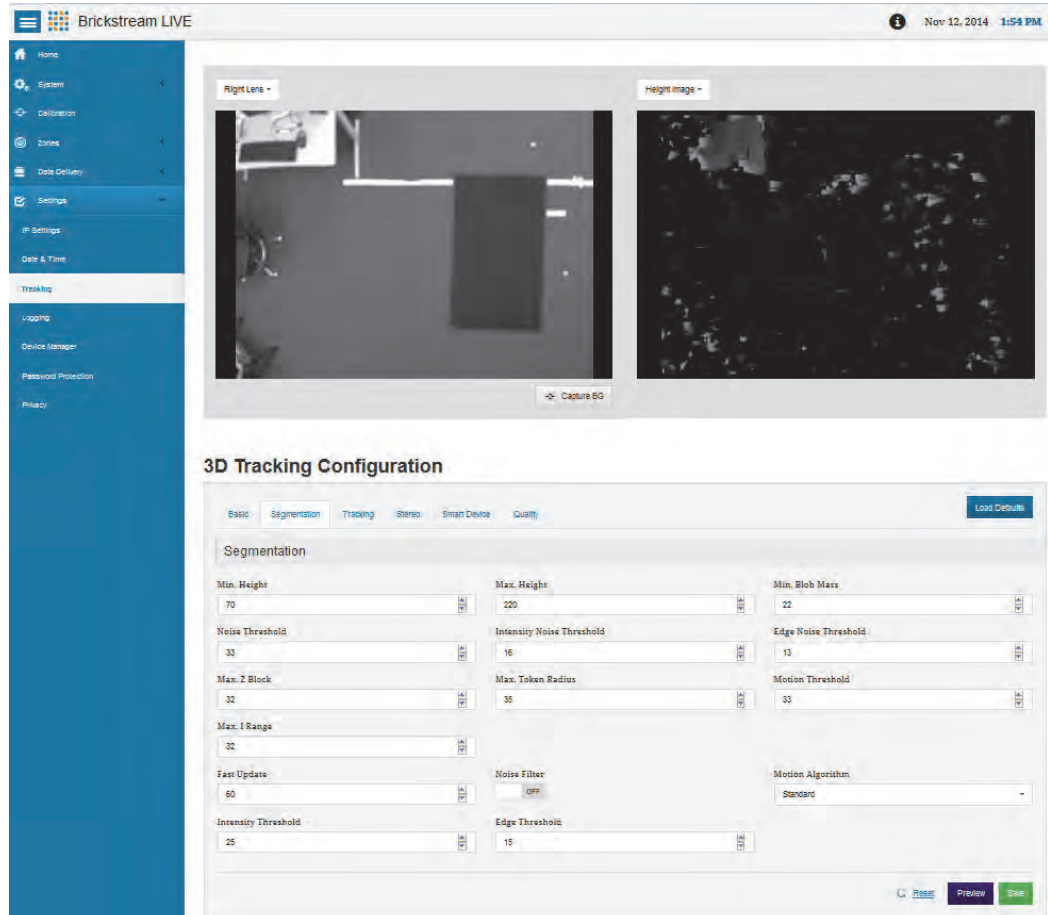 Brickstream LIVE
Nov 12, 2014 1:54 PM
Home
System
Calibration
Zones
Data Delivery
Settings
IP Settings
Date & Time
Tracking
Logging
Device Manager
Password Protection
Privacy
Right Lens
Height Image
Capture BG
3D Tracking Configuration
Basic Segmentation Tracking Stereo Smart Device Quality
Load Defaults
Segmentation
Min. Height Max. Height Min. Blob Mass
70 220 22
Noise Threshold Intensity Noise Threshold Edge Noise Threshold
33 16 13
Max. Z Block Max. Token Radius Motion Threshold
32 35 33
Max. I Range
32
Fast Update Noise Filter Motion Algorithm
60 OFF Standard
Intensity Threshold Edge Threshold
25 15
Reset Preview Save